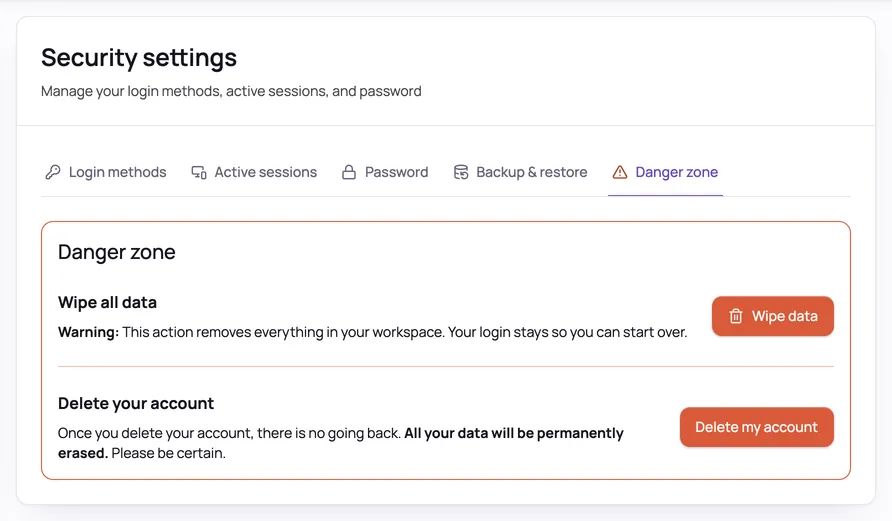 Security settings
Manage your login methods, active sessions, and password
Login methods
Active sessions
Password
Backup & restore
Danger zone
Danger zone
Wipe all data
Warning: This action removes everything in your workspace. Your login stays so you can start over.
Wipe data
Delete your account
Once you delete your account, there is no going back. All your data will be permanently
erased. Please be certain.
Delete my account